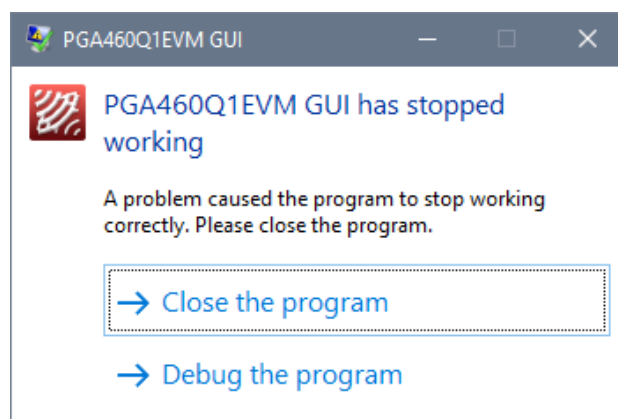 PGA460Q1EVM GUI
PGA460Q1EVM GUI has stopped
working
A problem caused the program to stop working
correctly. Please close the program.
Close the program
Debug the program